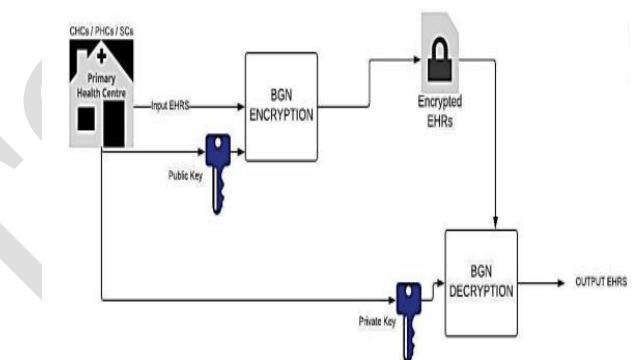 CHCs / PHCs / SCs
Primary
Health Centre
Input EHRS
BGN
ENCRYPTION
Encrypted
EHRs
Public Key
BGN
DECRYPTION
OUTPUT EHRS
Private Key